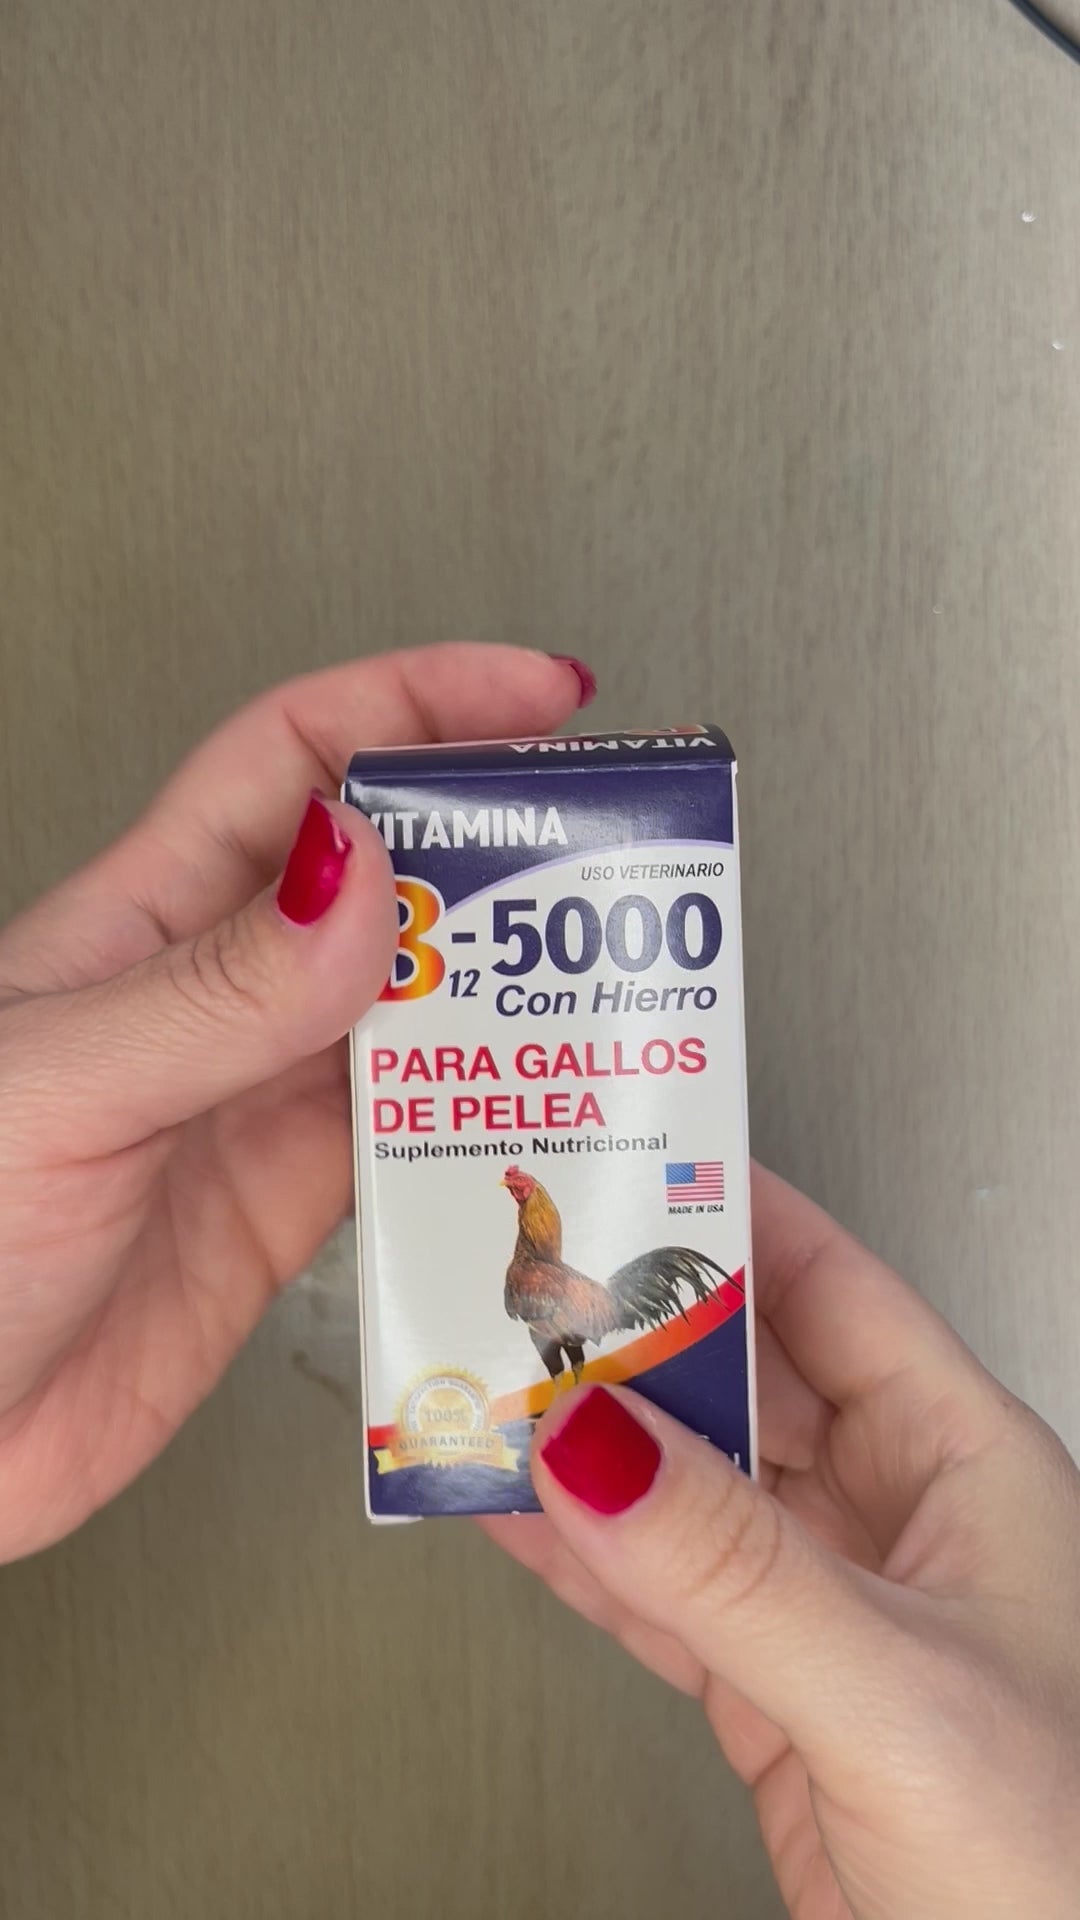 VITAMINA
VITAMINA
USO VETERINARIO
B12-5000
Con Hierro
PARA GALLOS
DE PELEA
Suplemento Nutricional
MADE IN USA
100%
GUARANTEED